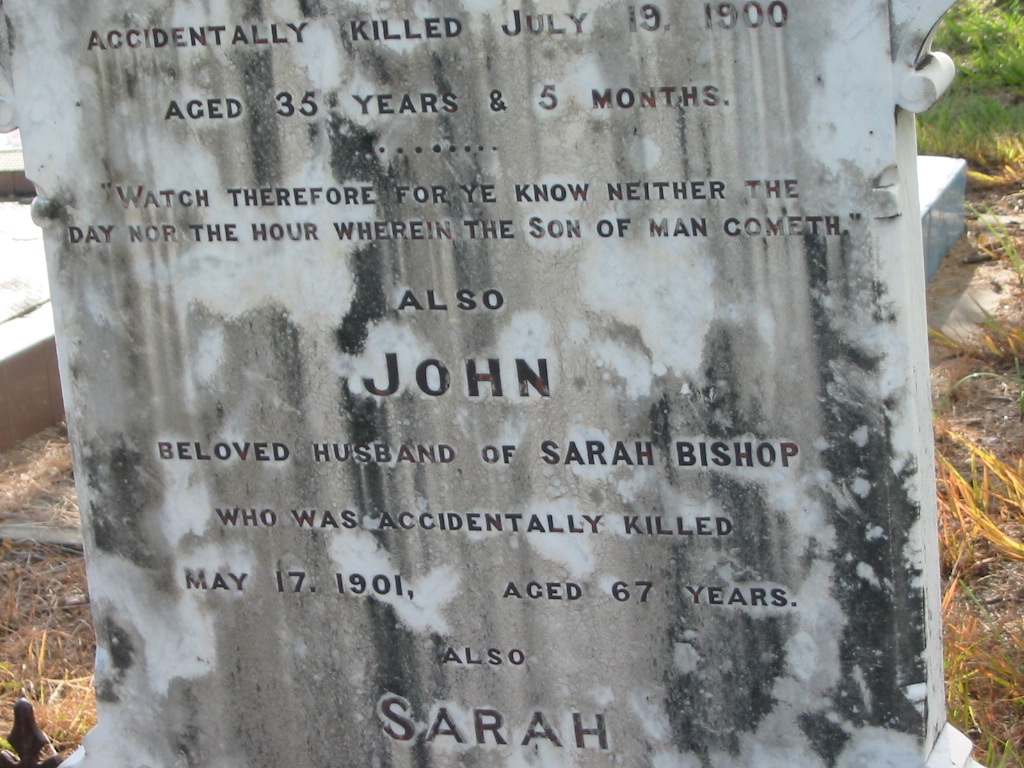 ACCIDENTALLY KILLED JULY 19. 1900
AGED 35 YEARS & 5 MONTHS.
"WATCH THEREFORE FOR YE KNOW NEITHER THE
DAY NOR THE HOUR WHEREIN THE SON OF MAN COMETH."
ALSO
JOHN
BELOVED HUSBAND OF SARAH BISHOP
WHO WAS ACCIDENTALLY KILLED
MAY 17. 1901, AGED 67 YEARS.
ALSO
SARAH